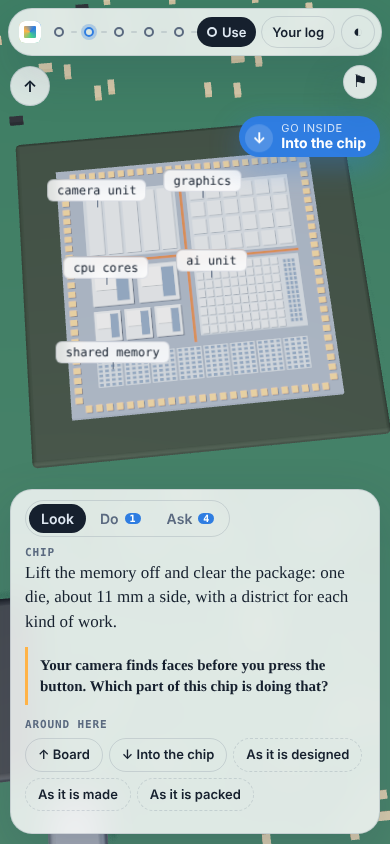 Use
Your log
GO INSIDE
Into the chip
camera unit
graphics
cpu cores
ai unit
shared memory
Look
Do 1
Ask 4
CHIP
Lift the memory off and clear the package: one
die, about 11 mm a side, with a district for each
kind of work.
Your camera finds faces before you press the
button. Which part of this chip is doing that?
AROUND HERE
↑ Board
↓ Into the chip
As it is designed
As it is made
As it is packed